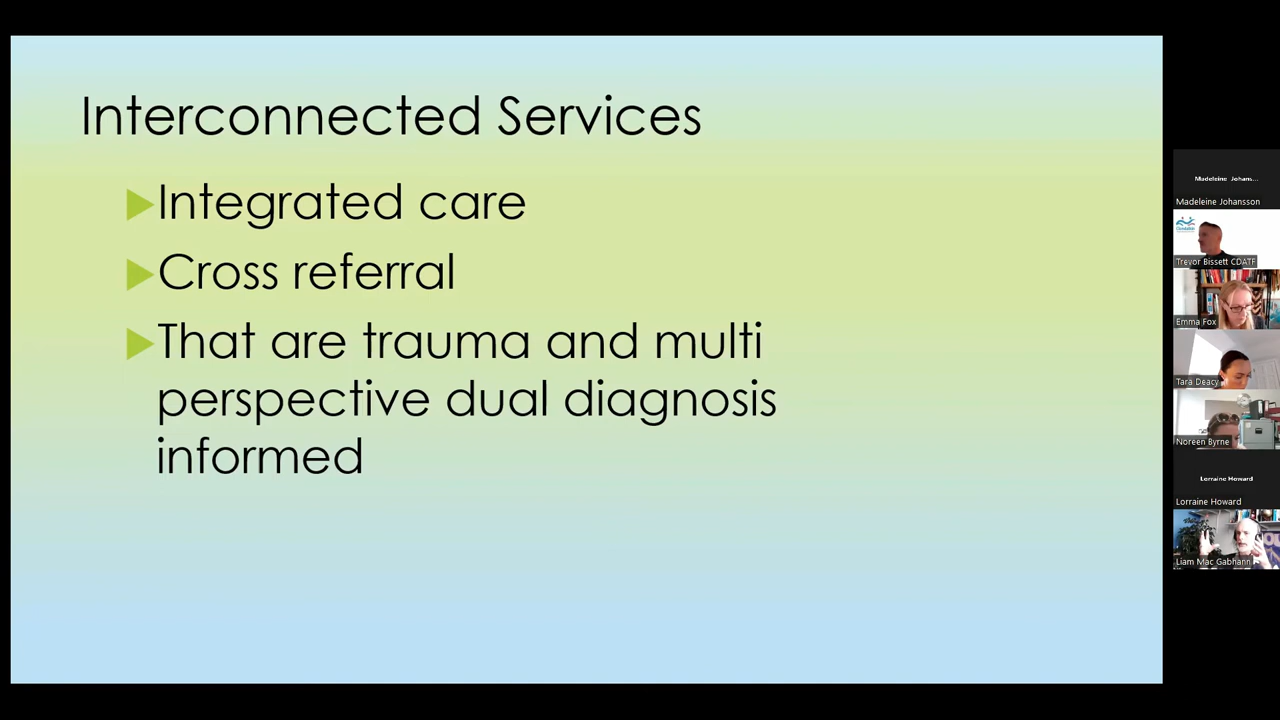 Interconnected Services
Integrated care
Cross referral
That are trauma and multi
perspective dual diagnosis
informed
Madeleine Johans...
Madeleine Johansson
Trevor Bissett CDATF
Emma Fox
Tara Deacy
Noreen Byrne
Lorraine Howard
Lorraine Howard
Liam Mac Gabhann